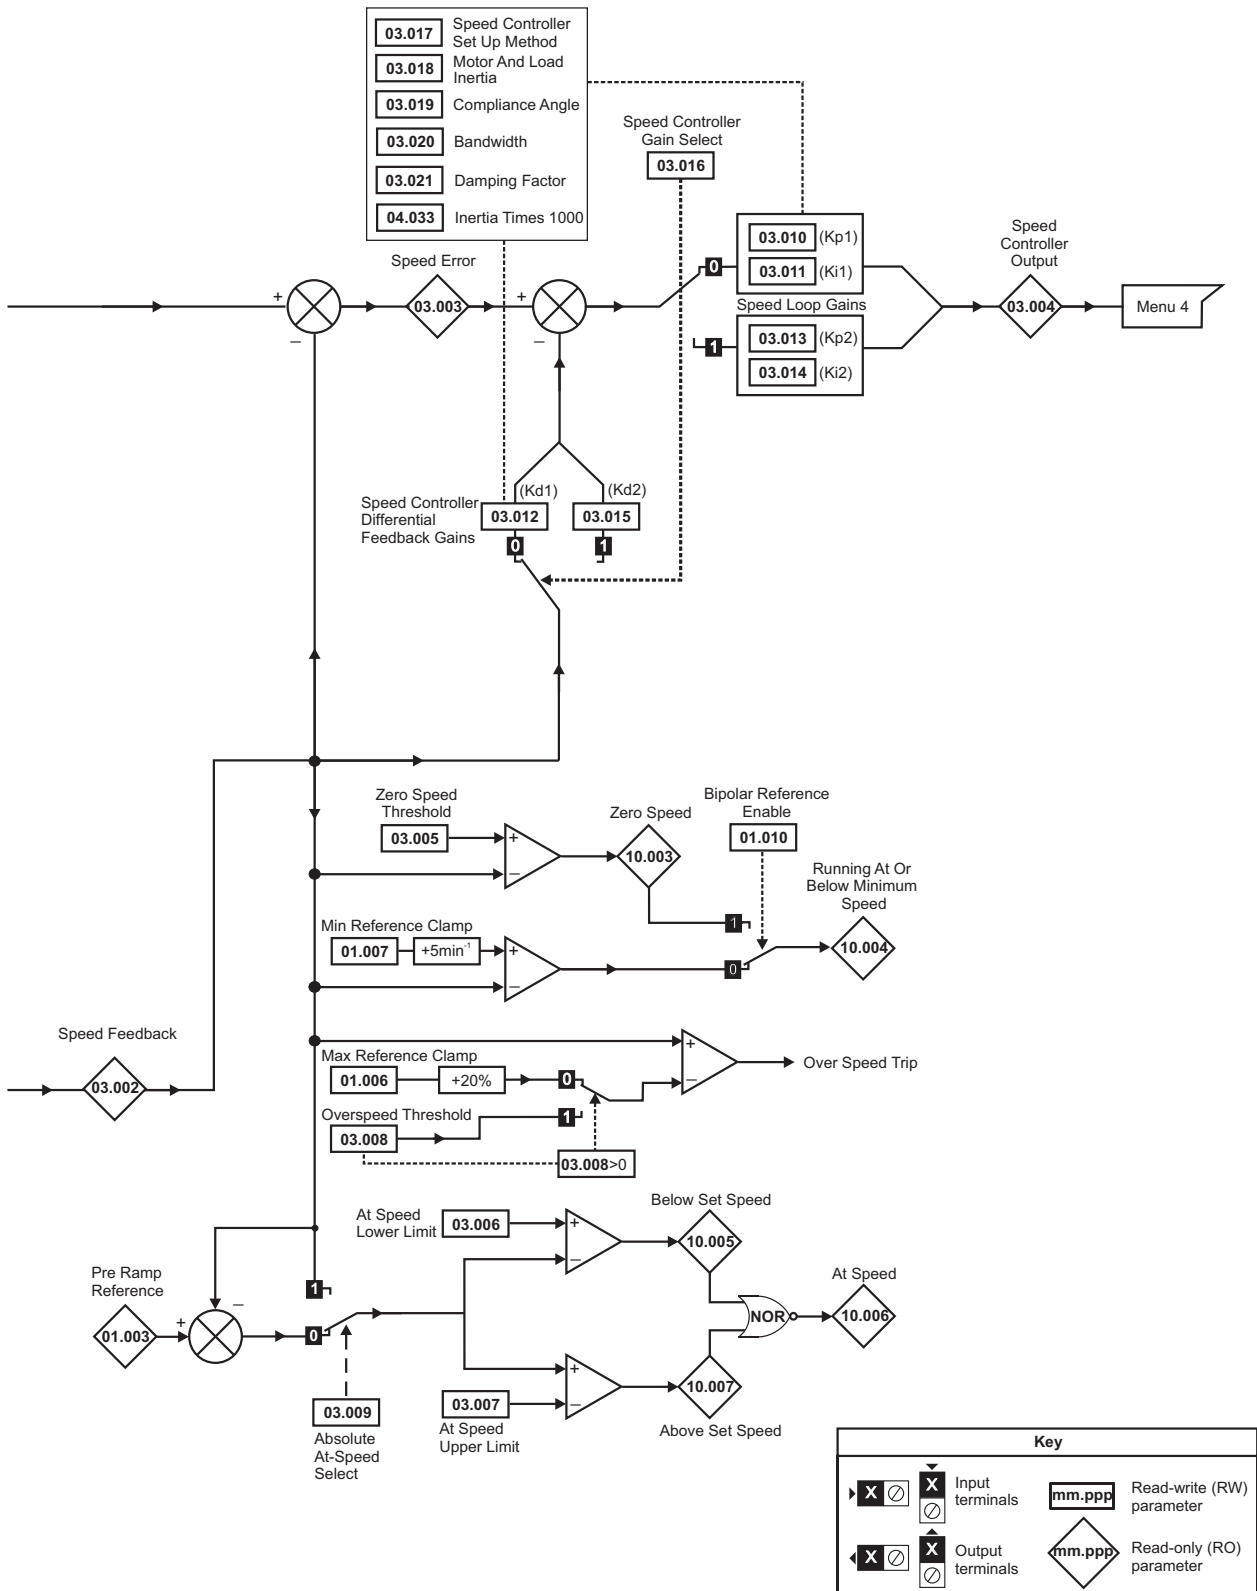 03.017
Speed Controller
Set Up Method
03.018
Motor And Load
Inertia
03.019
Compliance Angle
03.020
Bandwidth
03.021
Damping Factor
04.033
Inertia Times 1000
Speed Controller
Gain Select
03.016
Speed Error
+
03.003
–
+
–
0
03.010
(Kp1)
03.011
(Ki1)
Speed Loop Gains
1
03.013
(Kp2)
03.014
(Ki2)
Speed
Controller
Output
03.004
Menu 4
Speed Controller
Differential
Feedback Gains
(Kd1)
03.012
0
(Kd2)
03.015
1
Zero Speed
Threshold
03.005
+
–
Zero Speed
10.003
Bipolar Reference
Enable
01.010
1
Running At Or
Below Minimum
Speed
10.004
Min Reference Clamp
01.007
+5min-1
+
–
0
Speed Feedback
03.002
Max Reference Clamp
01.006
+20%
0
+
–
Over Speed Trip
Overspeed Threshold
03.008
1
03.008>0
At Speed
Lower Limit
03.006
+
–
Below Set Speed
10.005
Pre Ramp
Reference
01.003
+
–
1
0
03.009
Absolute
At-Speed
Select
NOR
At Speed
10.006
+
–
03.007
At Speed
Upper Limit
10.007
Above Set Speed
Key
X
X
Input
terminals
mm.ppp
Read-write (RW)
parameter
X
X
Output
terminals
mm.ppp
Read-only (RO)
parameter